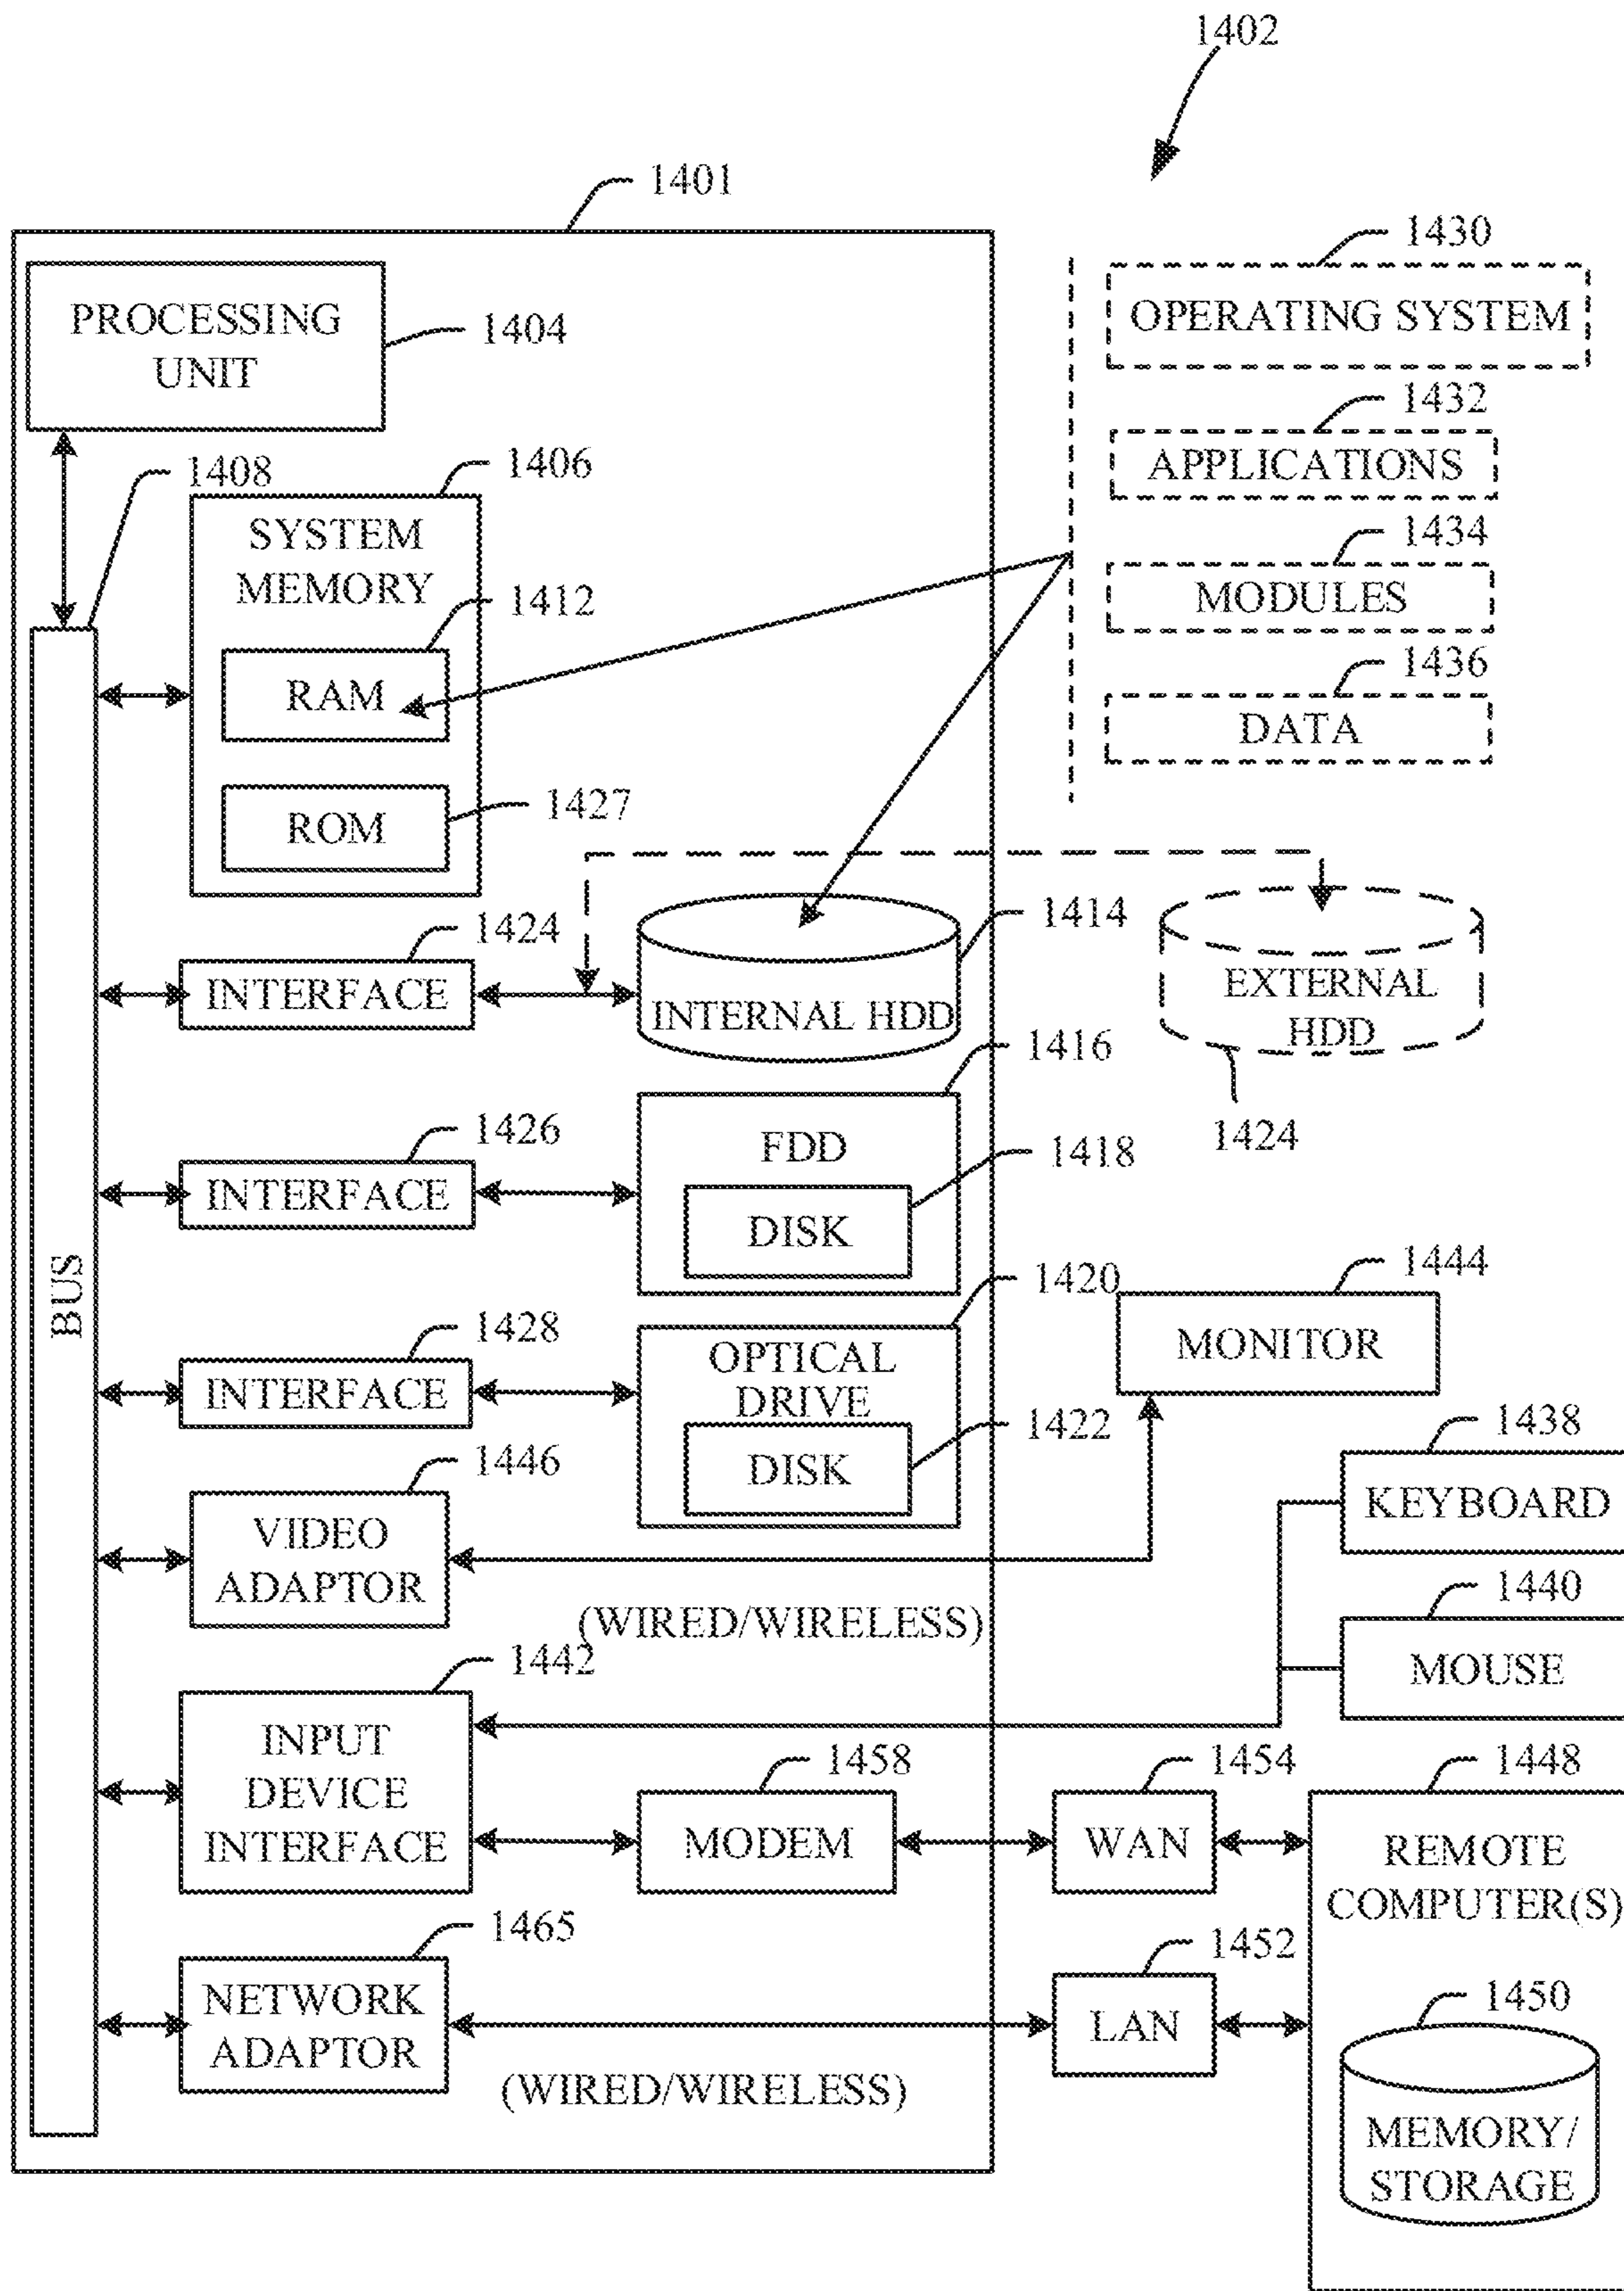 1402
1401
PROCESSING
UNIT
1404
1430
OPERATING SYSTEM
1432
APPLICATIONS
1434
MODULES
1436
DATA
1408
1406
SYSTEM
MEMORY
1412
RAM
1427
ROM
BUS
1424
INTERFACE
1414
INTERNAL HDD
EXTERNAL
HDD
1424
1426
INTERFACE
1416
FDD
1418
DISK
1428
INTERFACE
1420
OPTICAL
DRIVE
1422
DISK
1444
MONITOR
1446
VIDEO
ADAPTOR
(WIRED/WIRELESS)
1438
KEYBOARD
1440
MOUSE
1442
INPUT
DEVICE
INTERFACE
1458
MODEM
1454
WAN
1448
REMOTE
COMPUTER(S)
1465
NETWORK
ADAPTOR
(WIRED/WIRELESS)
1452
LAN
1450
MEMORY/
STORAGE